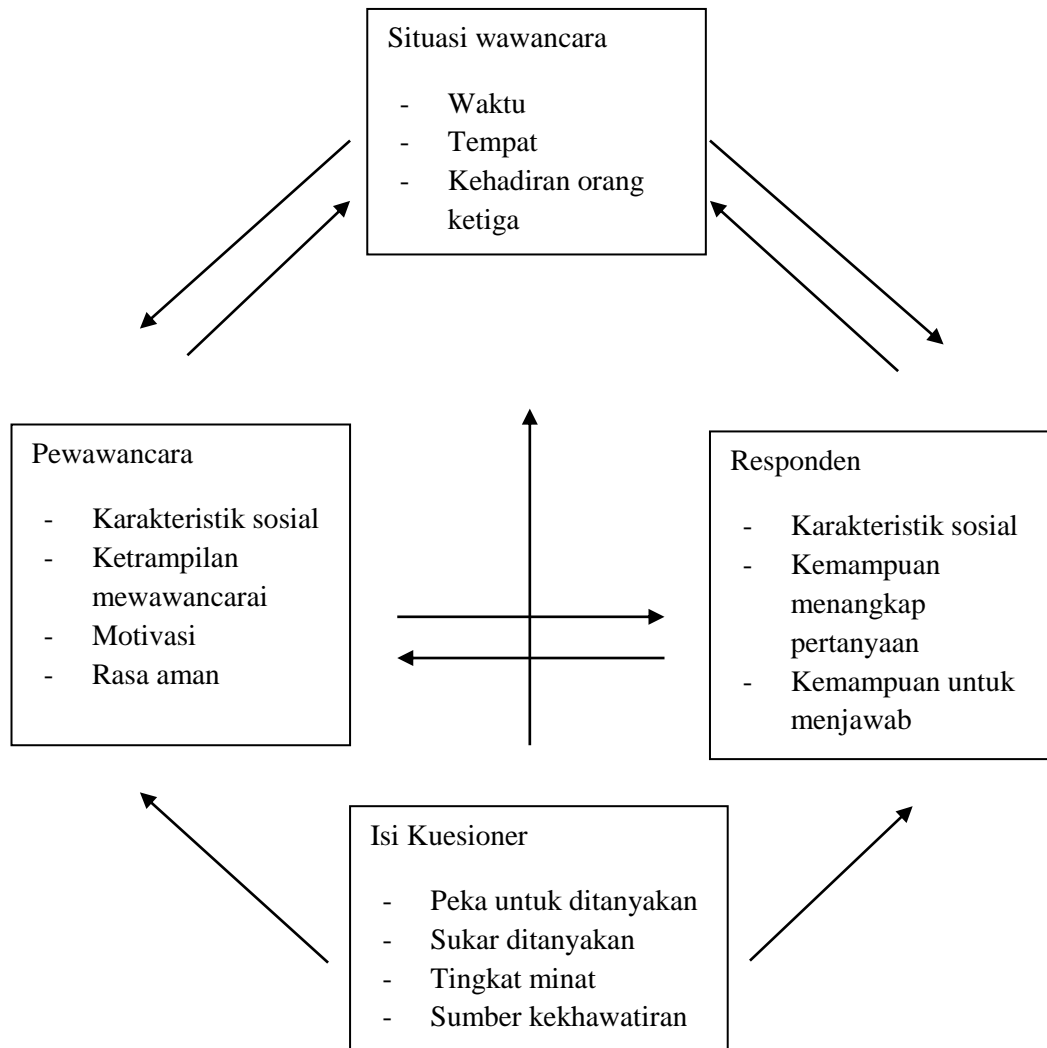 Situasi wawancara
- Waktu
- Tempat
- Kehadiran orang
ketiga
Pewawancara
- Karakteristik sosial
- Ketrampilan
mewawancarai
- Motivasi
- Rasa aman
Responden
- Karakteristik sosial
- Kemampuan
menangkap
pertanyaan
- Kemampuan untuk
menjawab
Isi Kuesioner
- Peka untuk ditanyakan
- Sukar ditanyakan
- Tingkat minat
- Sumber kekhawatiran